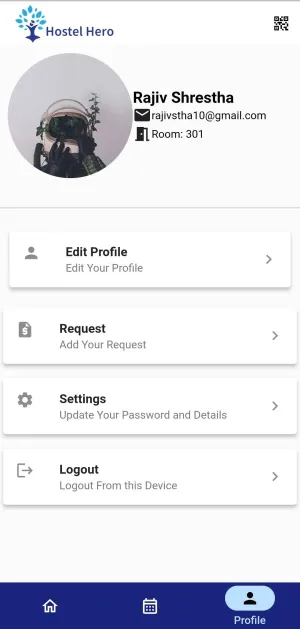 Hostel Hero
Rajiv Shrestha
rajivstha10@gmail.com
Room: 301
Edit Profile
Edit Your Profile
Request
Add Your Request
Settings
Update Your Password and Details
Logout
Logout From this Device
Profile